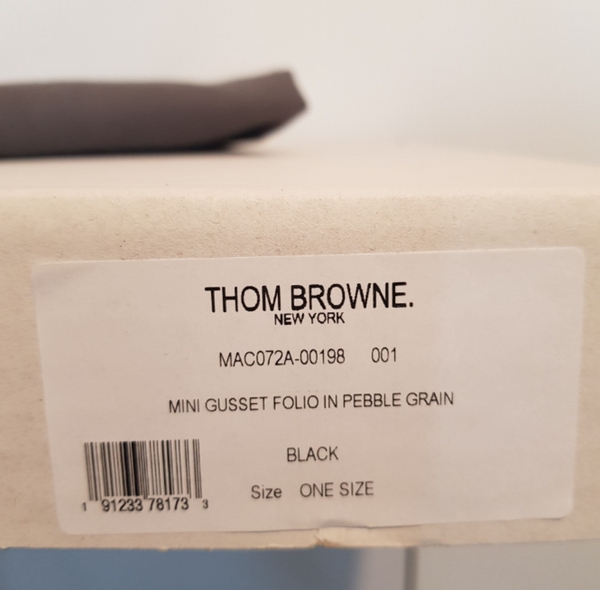 THOM BROWNE.
NEW YORK
MAC072A-00198 001
MINI GUSSET FOLIO IN PEBBLE GRAIN
BLACK
Size ONE SIZE
1 91233 78173 3